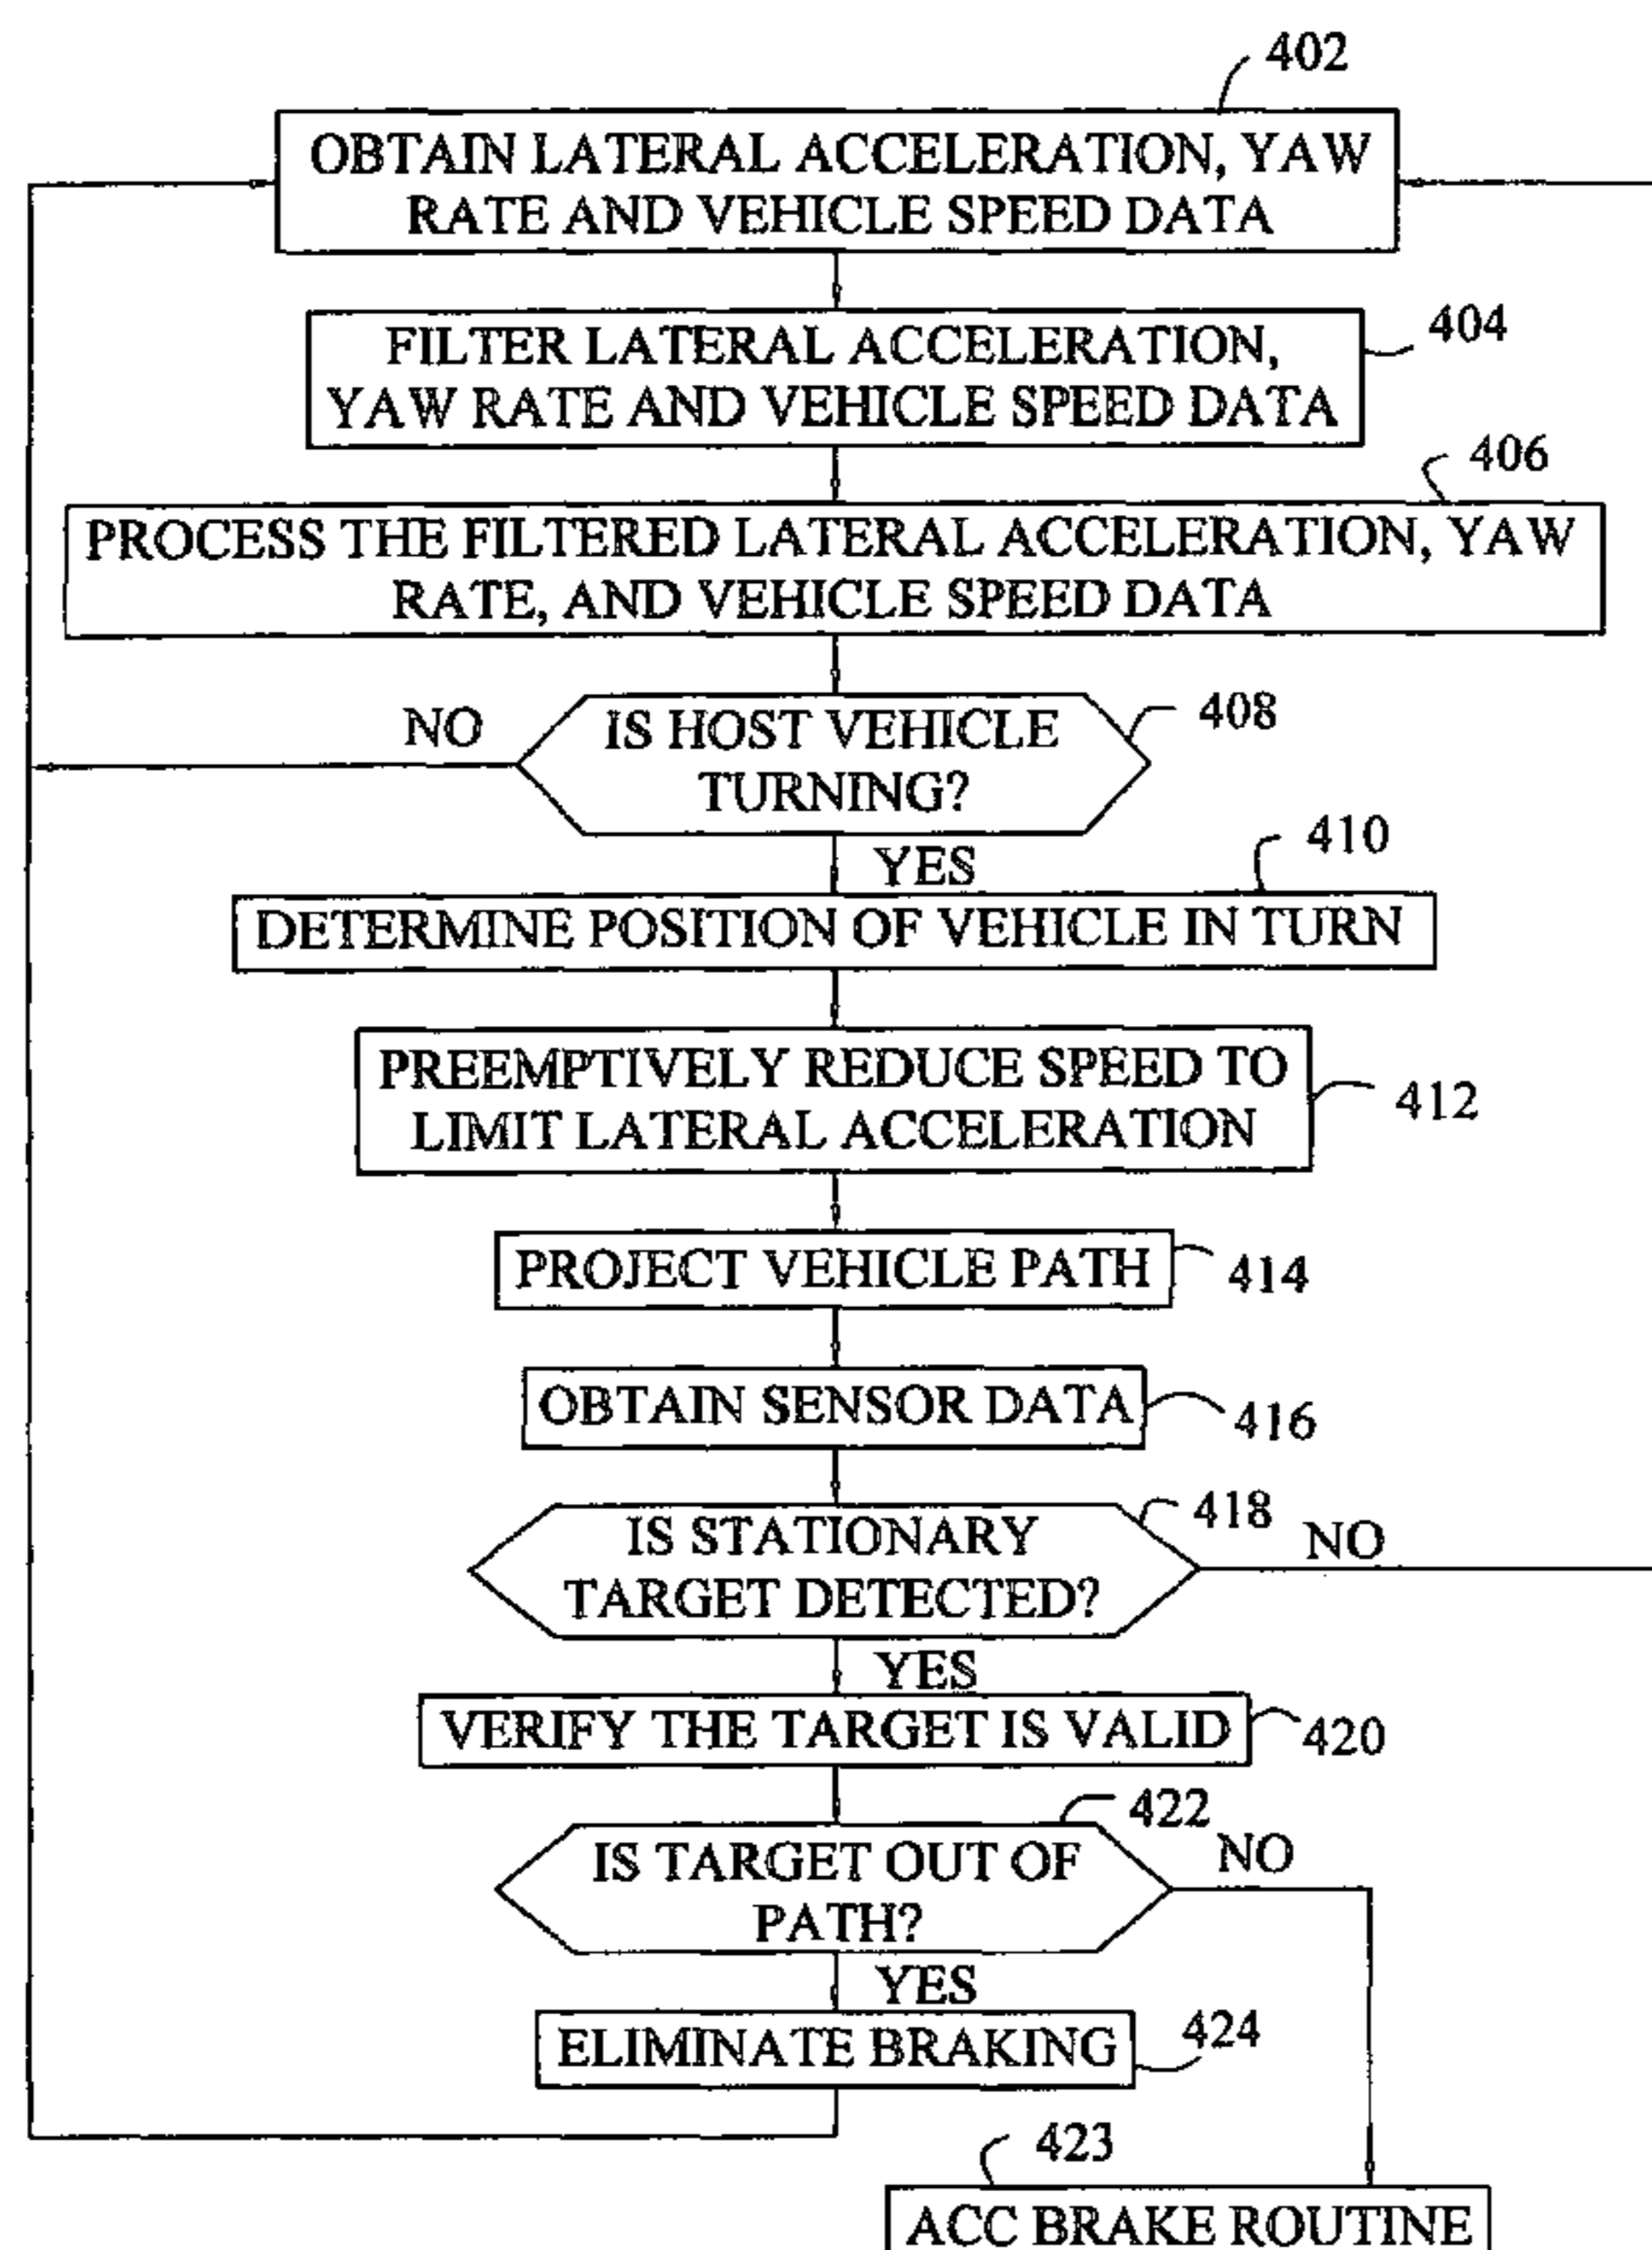 402
OBTAIN LATERAL ACCELERATION, YAW
RATE AND VEHICLE SPEED DATA
404
FILTER LATERAL ACCELERATION,
YAW RATE AND VEHICLE SPEED DATA
406
PROCESS THE FILTERED LATERAL ACCELERATION, YAW
RATE, AND VEHICLE SPEED DATA
NO
IS HOST VEHICLE
TURNING?
408
YES
410
DETERMINE POSITION OF VEHICLE IN TURN
PREEMPTIVELY REDUCE SPEED TO
LIMIT LATERAL ACCELERATION
412
PROJECT VEHICLE PATH
414
OBTAIN SENSOR DATA
416
IS STATIONARY
TARGET DETECTED?
418
NO
YES
VERIFY THE TARGET IS VALID
420
422
IS TARGET OUT OF
PATH?
NO
YES
ELIMINATE BRAKING
424
423
ACC BRAKE ROUTINE